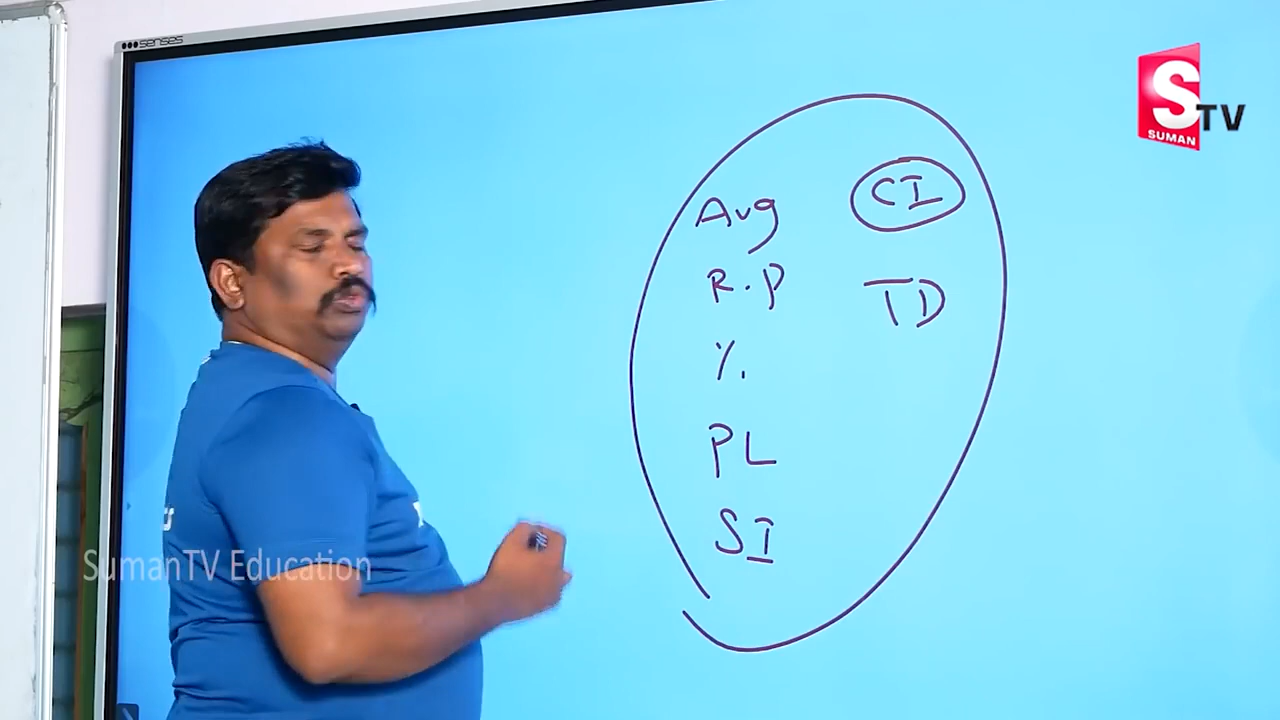 senses
S TV
SUMAN
Avg
CI
R.P
TD
%
PL
SI
SumanTV Education